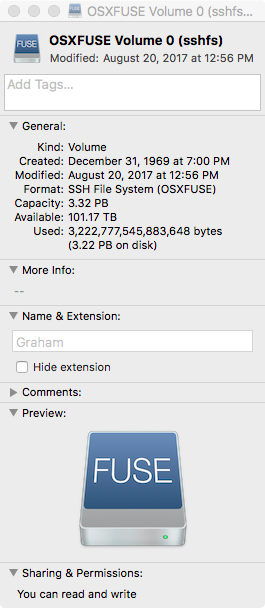 OSXFUSE Volume 0 (sshfs...
FUSE
OSXFUSE Volume 0 (sshfs)
Modified: August 20, 2017 at 12:56 PM
Add Tags...
General:
Kind: Volume
Created: December 31, 1969 at 7:00 PM
Modified: August 20, 2017 at 12:56 PM
Format: SSH File System (OSXFUSE)
Capacity: 3.32 PB
Available: 101.17 TB
Used: 3,222,777,545,883,648 bytes
(3.22 PB on disk)
More Info:
--
Name & Extension:
Graham
Hide extension
Comments:
Preview:
FUSE
Sharing & Permissions:
You can read and write